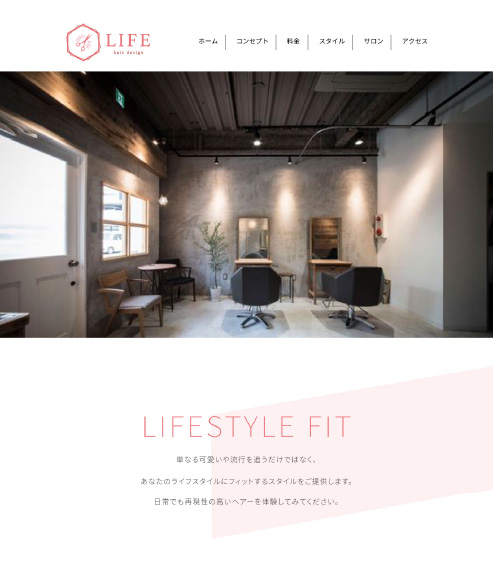 LIFE
hair design
ホーム
コンセプト
料金
スタイル
サロン
アクセス
LIFESTYLE FIT
単なる可愛いや流行を追うだけではなく、
あなたのライフスタイルにフィットするスタイルをご提供します。
日常でも再現性の高いヘアーを体験してみてください。